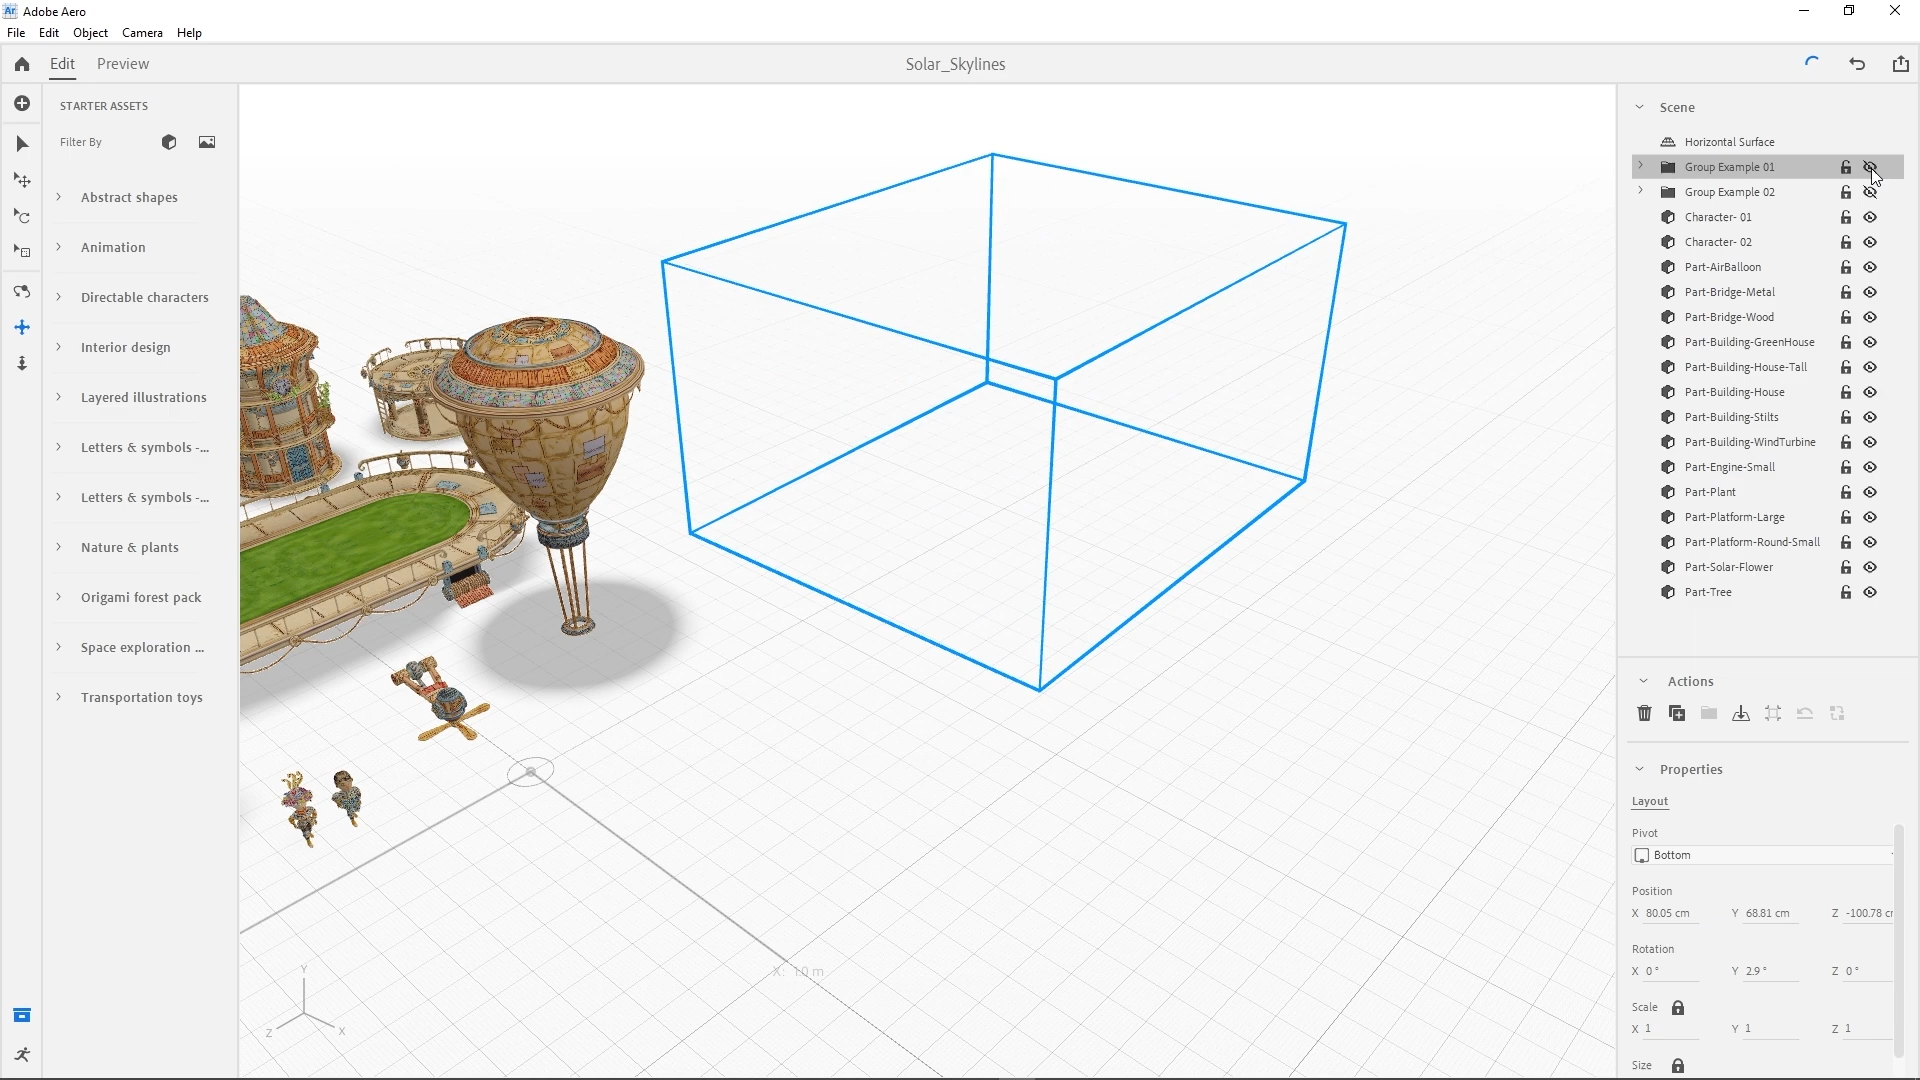 Ar Adobe Aero
File Edit Object Camera Help
Edit Preview Solar_Skylines
STARTER ASSETS
Filter By
Abstract shapes
Animation
Directable characters
Interior design
Layered illustrations
Letters & symbols -...
Letters & symbols -...
Nature & plants
Origami forest pack
Space exploration ...
Transportation toys
X: 1.0 m
Y
Z X
Scene
Horizontal Surface
Group Example 01
Group Example 02
Character- 01
Character- 02
Part-AirBalloon
Part-Bridge-Metal
Part-Bridge-Wood
Part-Building-GreenHouse
Part-Building-House-Tall
Part-Building-House
Part-Building-Stilts
Part-Building-WindTurbine
Part-Engine-Small
Part-Plant
Part-Platform-Large
Part-Platform-Round-Small
Part-Solar-Flower
Part-Tree
Actions
Properties
Layout
Pivot
Bottom
Position
X 80.05 cm Y 68.81 cm Z -100.78 cr
Rotation
X 0° Y 2.9° Z 0°
Scale
X 1 Y 1 Z 1
Size